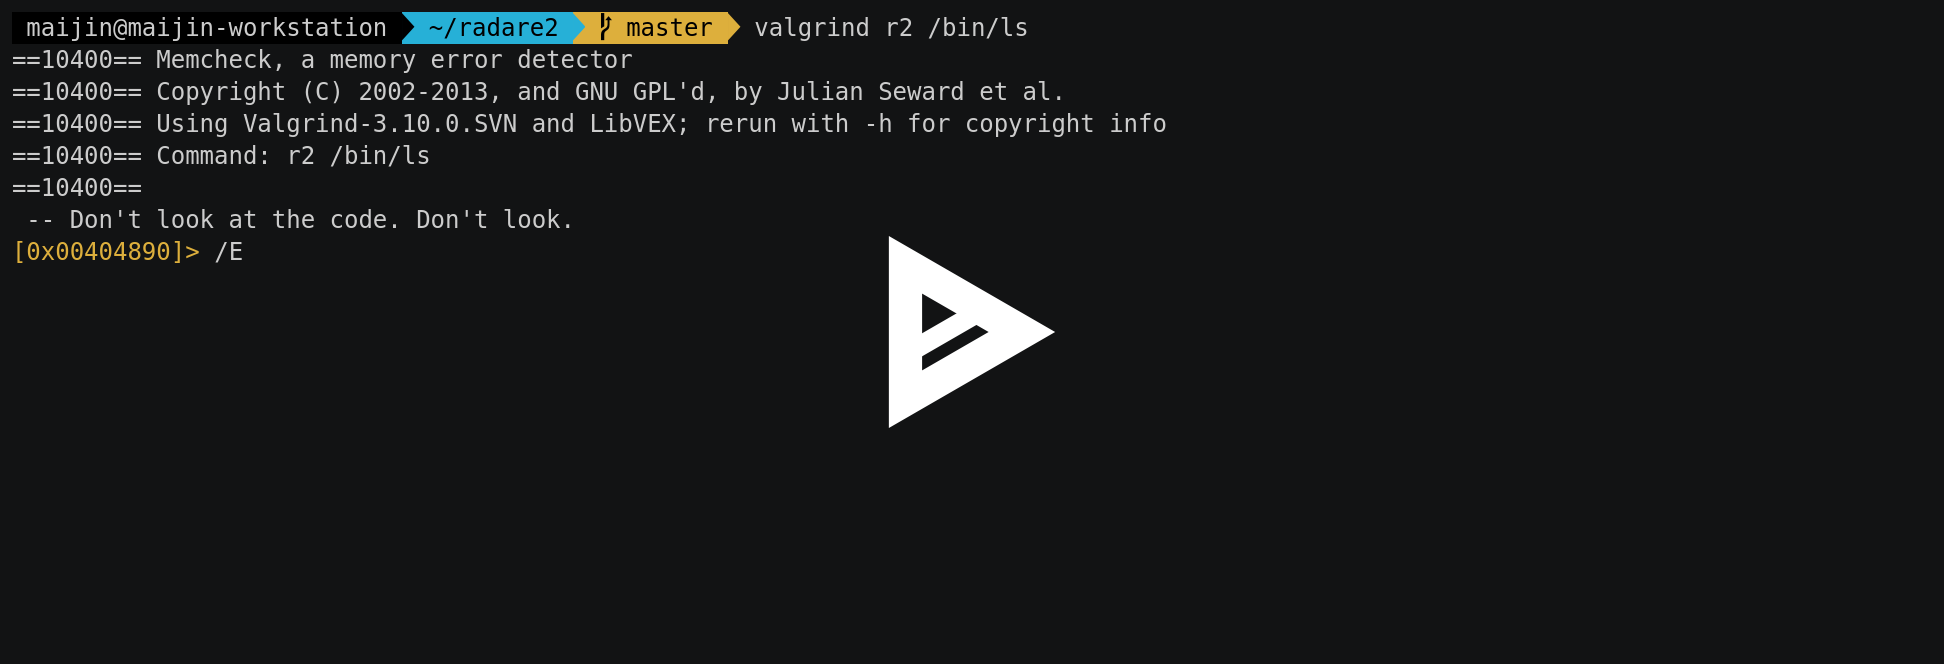 maijin@maijin-workstation ~/radare2 master valgrind r2 /bin/ls
==10400== Memcheck, a memory error detector
==10400== Copyright (C) 2002-2013, and GNU GPL'd, by Julian Seward et al.
==10400== Using Valgrind-3.10.0.SVN and LibVEX; rerun with -h for copyright info
==10400== Command: r2 /bin/ls
==10400==
 -- Don't look at the code. Don't look.
[0x00404890]> /E